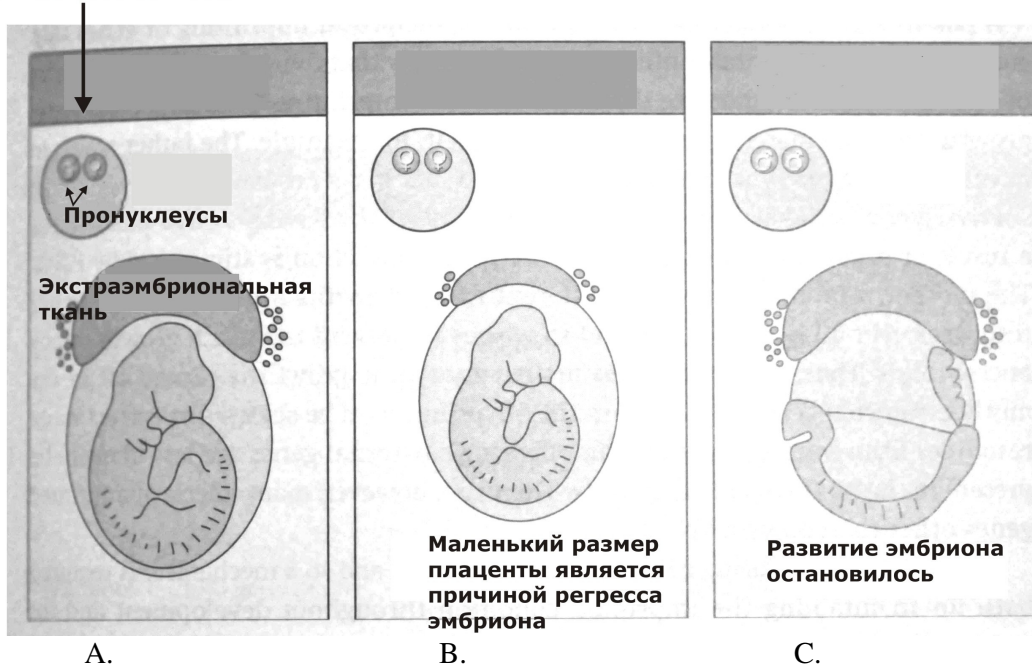 Пронуклеусы
Экстраэмбриональная
ткань
Маленький размер
плаценты является
причиной регресса
эмбриона
Развитие эмбриона
остановилось
A.
B.
C.